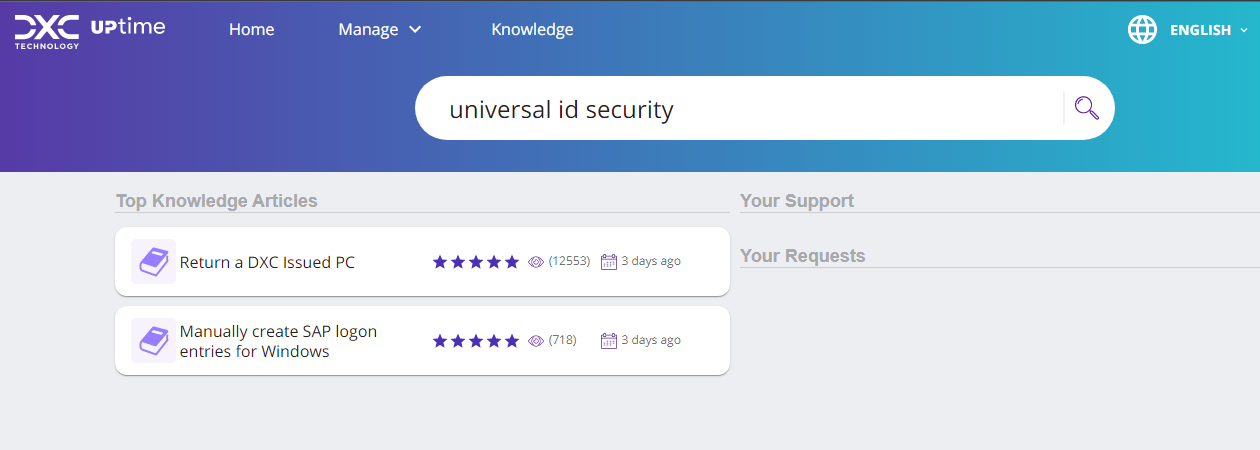 DXC TECHNOLOGY UPtime Home Manage Knowledge ENGLISH
universal id security
Top Knowledge Articles
Return a DXC Issued PC (12553) 3 days ago
Manually create SAP logon
entries for Windows (718) 3 days ago
Your Support
Your Requests